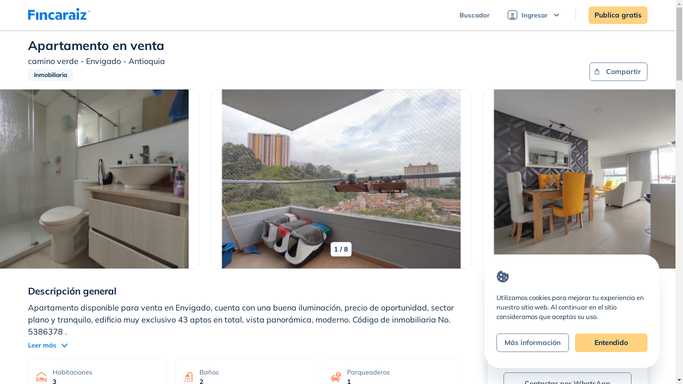 Fincaraiz
Buscador
Ingresar
Publica gratis
Apartamento en venta
camino verde - Envigado - Antioquia
Inmobiliaria
Compartir
1 / 8
Descripción general
Apartamento disponible para venta en Envigado, cuenta con una buena iluminación, precio de oportunidad, sector
plano y tranquilo, edificio muy exclusivo 43 aptos en total, vista panorámica, moderno. Código de inmobiliaria No.
5386378 .
Leer más
Habitaciones
3
Baños
2
Parqueaderos
1
Utilizamos cookies para mejorar tu experiencia en
nuestro sitio web. Al continuar en el sitio
consideramos que aceptas su uso.
Más información
Entendido
Contactar por WhatsApp